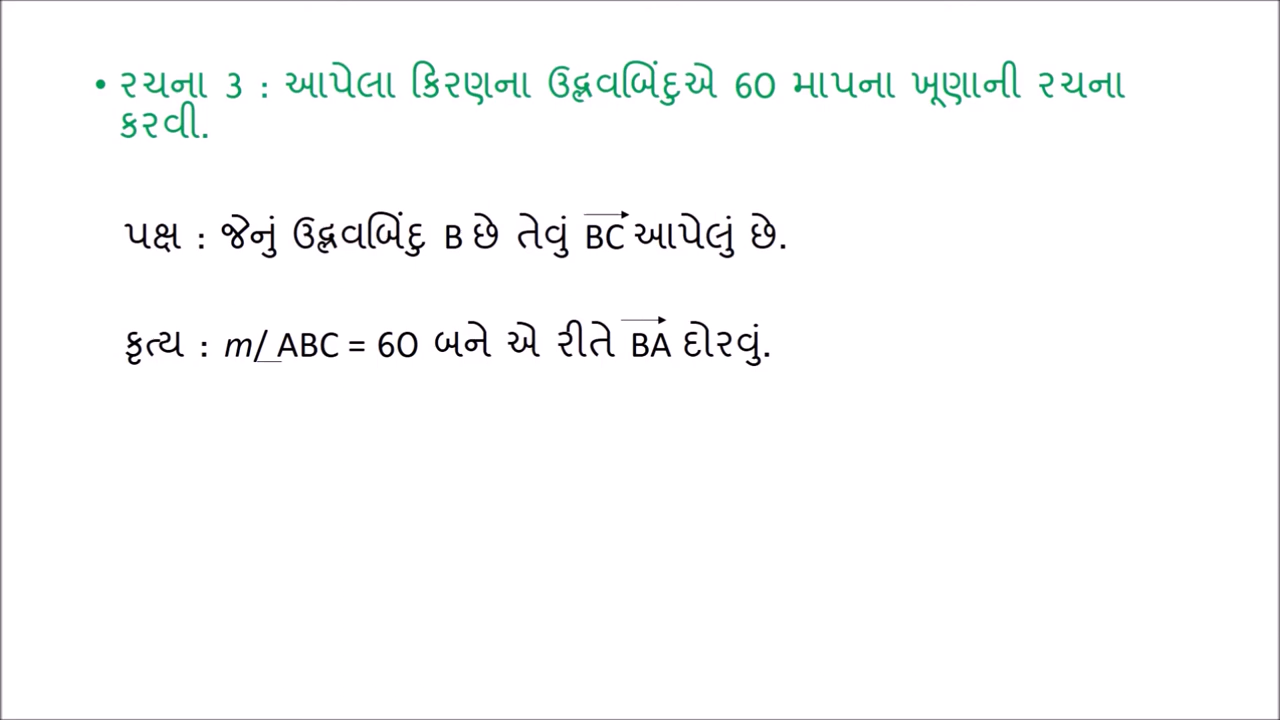 • રચના 3 : આપેલા કિરણના ઉદ્ભવબિંદુએ 60 માપના ખૂણાની રચના
કરવી.
પક્ષ : જેનું ઉદ્ભવબિંદુ B છે તેવું BC આપેલું છે.
કૃત્ય : m∠ABC = 60 બને એ રીતે BA દોરવું.